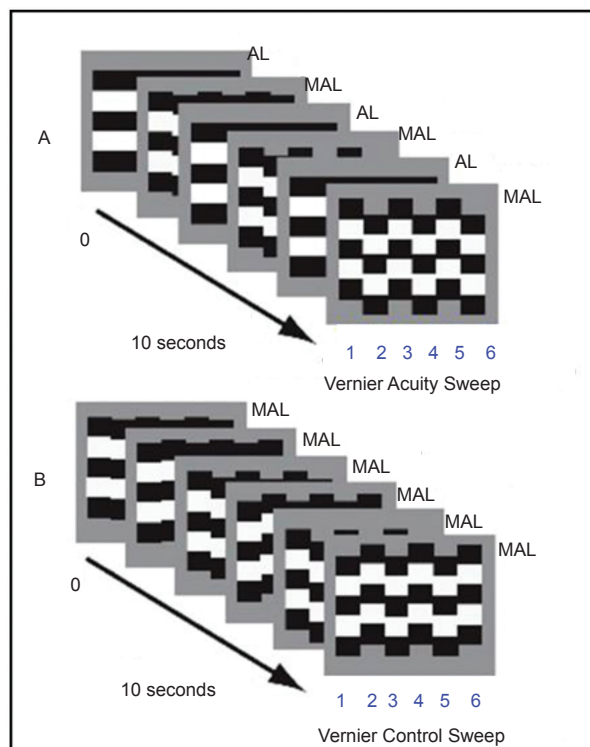 AL
MAL
AL
A
MAL
AL
MAL
0
10 seconds
1 2 3 4 5 6
Vernier Acuity Sweep
MAL
MAL
MAL
B
MAL
MAL
MAL
0
10 seconds
1 2 3 4 5 6
Vernier Control Sweep